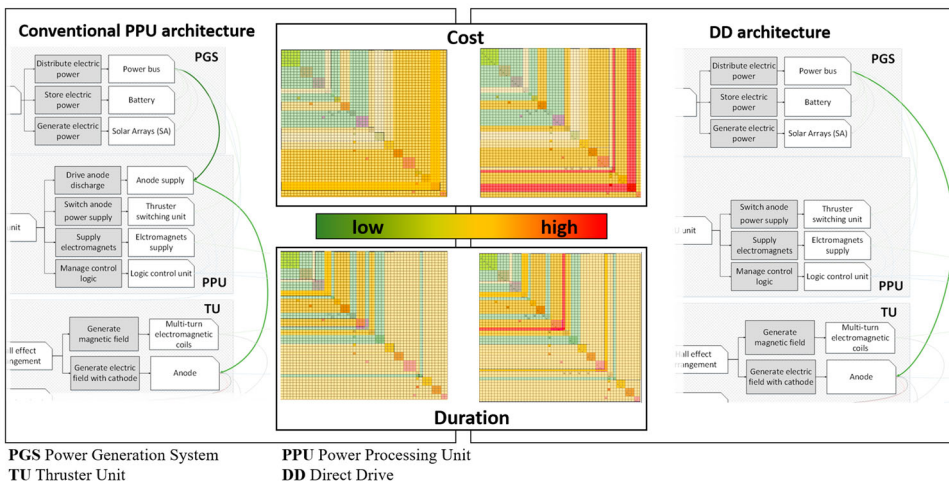 Conventional PPU architecture
PGS
Distribute electric
power
Power bus
Store electric
power
Battery
Generate electric
power
Solar Arrays (SA)
Drive anode
discharge
Anode supply
Switch anode
power supply
Thruster
switching unit
unit
Supply
electromagnets
Elctromagnets
supply
Manage control
logic
Logic control unit
PPU
TU
Generate
magnetic field
Multi-turn
electromagnetic
coils
Hall effect
rrangement
Generate electric
field with cathode
Anode
Cost
low
high
Duration
DD architecture
PGS
Distribute electric
power
Power bus
Store electric
power
Battery
Generate electric
power
Solar Arrays (SA)
Switch anode
power supply
Thruster
switching unit
U unit
Supply
electromagnets
Elctromagnets
supply
Manage control
logic
Logic control unit
PPU
TU
Generate
magnetic field
Multi-turn
electromagnetic
coils
Hall effect
rrangement
Generate electric
field with cathode
Anode
PGS Power Generation System
PPU Power Processing Unit
TU Thruster Unit
DD Direct Drive